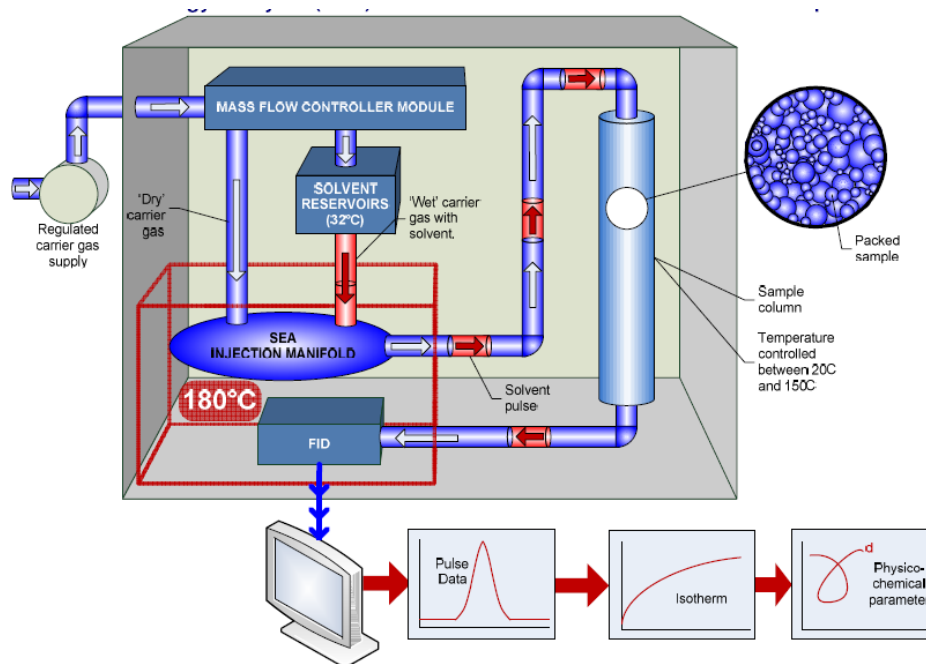 MASS FLOW CONTROLLER MODULE
SOLVENT
RESERVOIRS
(32ºC)
'Dry'
carrier
gas
'Wet' carrier
gas with
solvent.
Regulated
carrier gas
supply
Packed
sample
Sample
column
Temperature
controlled
between 20C
and 150C
SEA
INJECTION MANIFOLD
Solvent
pulse
180°C
FID
Pulse
Data
Isotherm
d
Physico-
chemical
parameter